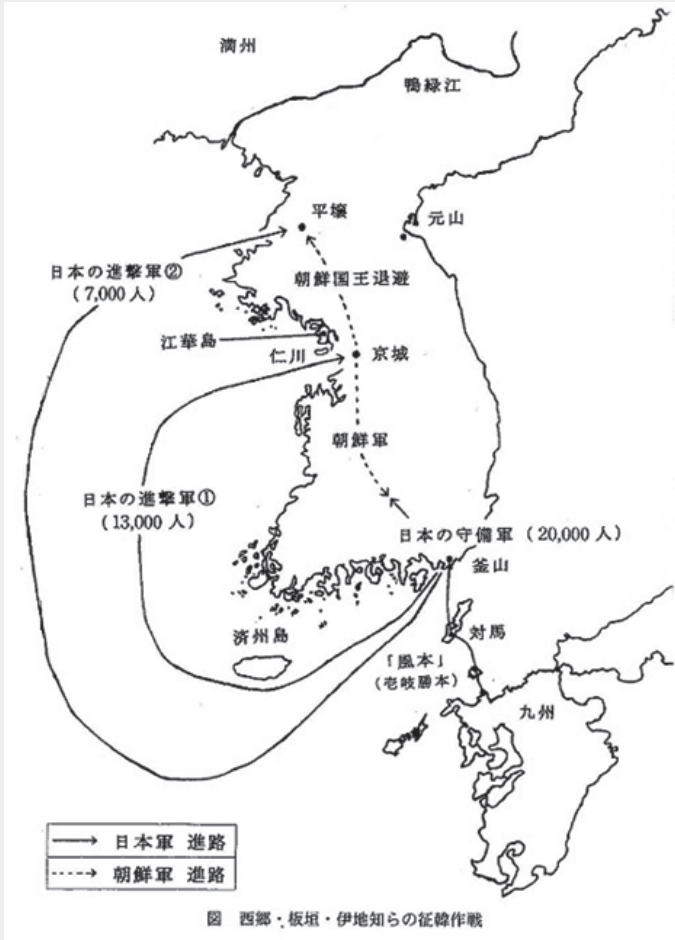 満州
鴨緑江
平壌
元山
日本の進撃軍②
(7,000人)
朝鮮国王退避
江華島
仁川
京城
朝鮮軍
日本の進撃軍①
(13,000人)
日本の守備軍 (20,000人)
釜山
済州島
対馬
「風本」
(壱岐勝本)
九州
日本軍 進路
朝鮮軍 進路
図 西郷・板垣・伊地知らの征韓作戦